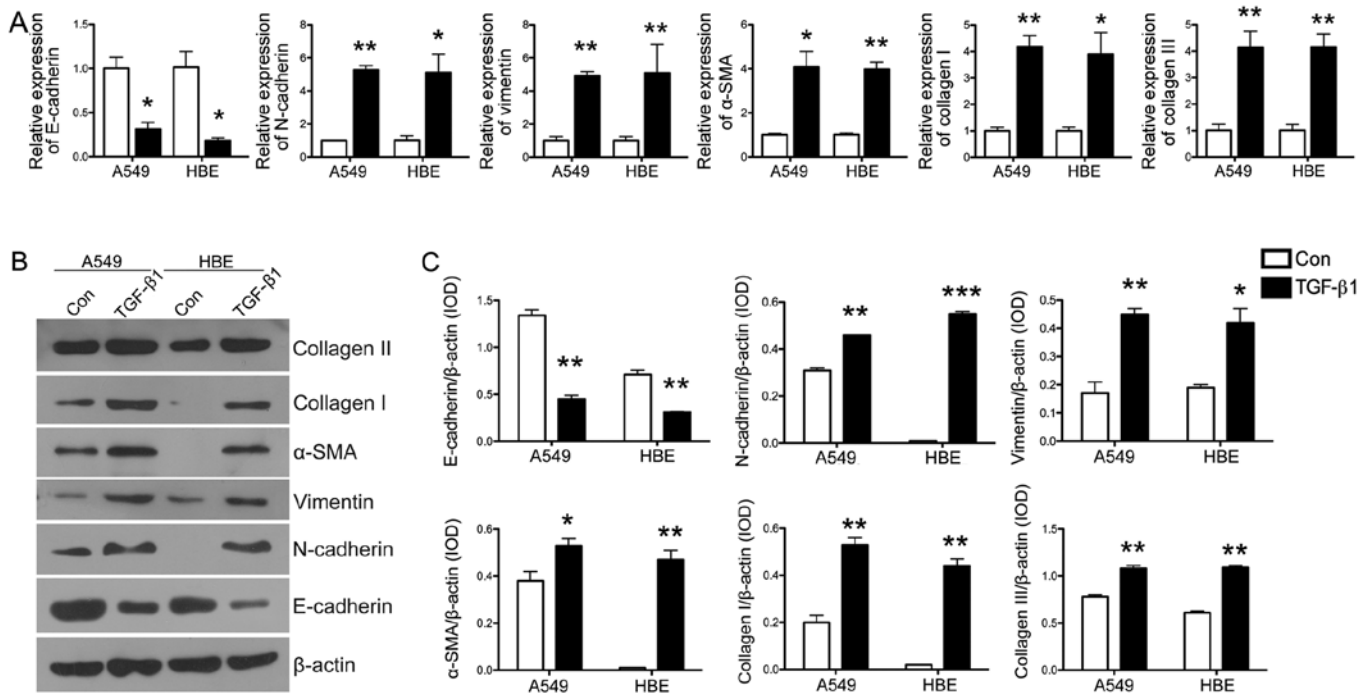 A
Relative expression
of E-cadherin
1.5
1.0
0.5
0.0
*
*
A549
HBE
Relative expression
of N-cadherin
8
6
4
2
0
**
*
A549
HBE
Relative expression
of vimentin
8
6
4
2
0
**
**
A549
HBE
Relative expression
of α-SMA
6
4
2
0
*
**
A549
HBE
Relative expression
of collagen I
5
4
3
2
1
0
**
*
A549
HBE
Relative expression
of collagen III
5
4
3
2
1
0
**
**
A549
HBE
B
A549
HBE
Con
TGF-β1
Con
TGF-β1
Collagen II
Collagen I
α-SMA
Vimentin
N-cadherin
E-cadherin
β-actin
C
Con
TGF-β1
E-cadherin/β-actin (IOD)
1.5
1.0
0.5
0.0
**
**
A549
HBE
N-cadherin/β-actin (IOD)
0.6
0.4
0.2
0.0
**
***
A549
HBE
Vimentin/β-actin (IOD)
0.5
0.4
0.2
0.0
**
*
A549
HBE
α-SMA/β-actin (IOD)
0.6
0.4
0.2
0.0
*
**
A549
HBE
Collagen I/β-actin (IOD)
0.6
0.4
0.2
0.0
**
**
A549
HBE
Collagen III/β-actin (IOD)
1.5
1.0
0.5
0.0
**
**
A549
HBE